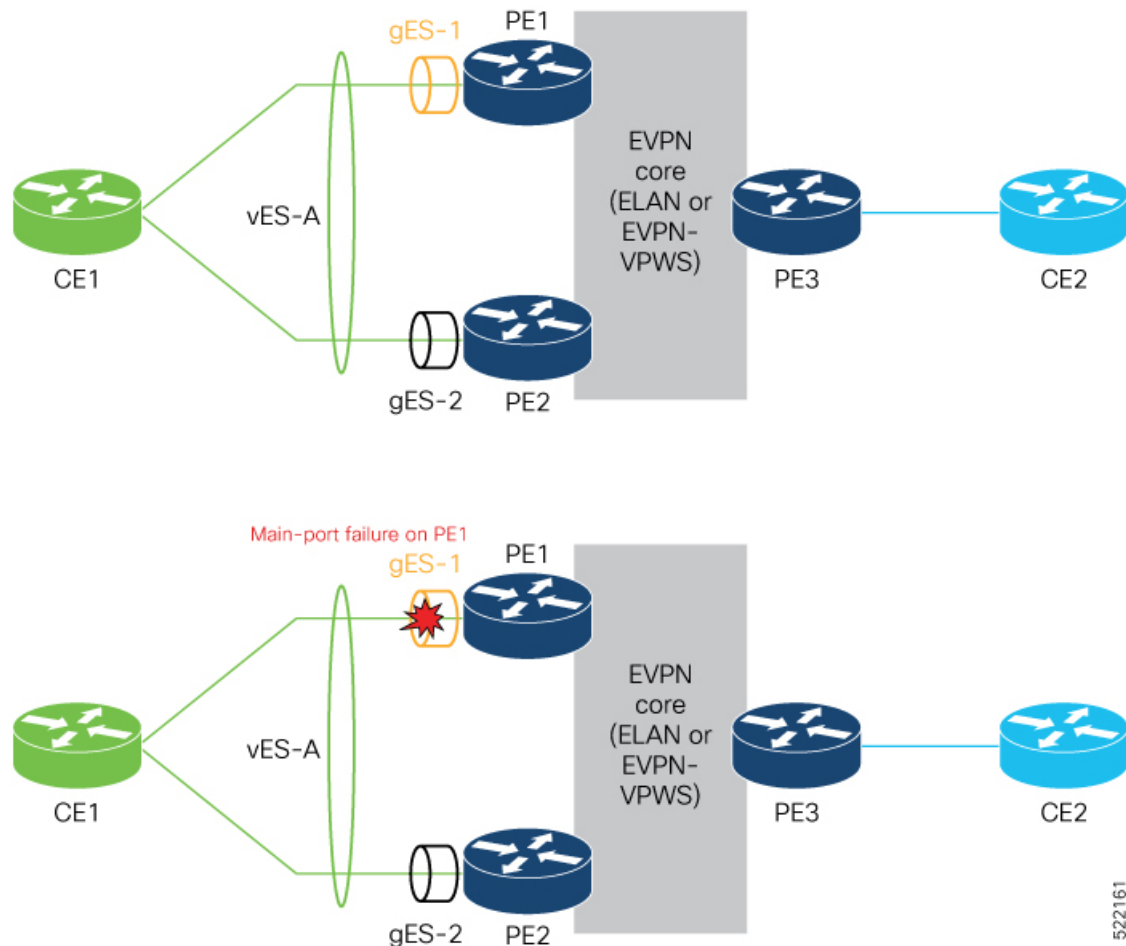 gES-1
PE1
EVPN
core
(ELAN or
EVPN-
VPWS)
vES-A
CE1
PE3
CE2
gES-2
PE2
Main-port failure on PE1
gES-1
PE1
EVPN
core
(ELAN or
EVPN-
VPWS)
vES-A
CE1
PE3
CE2
gES-2
PE2
522161